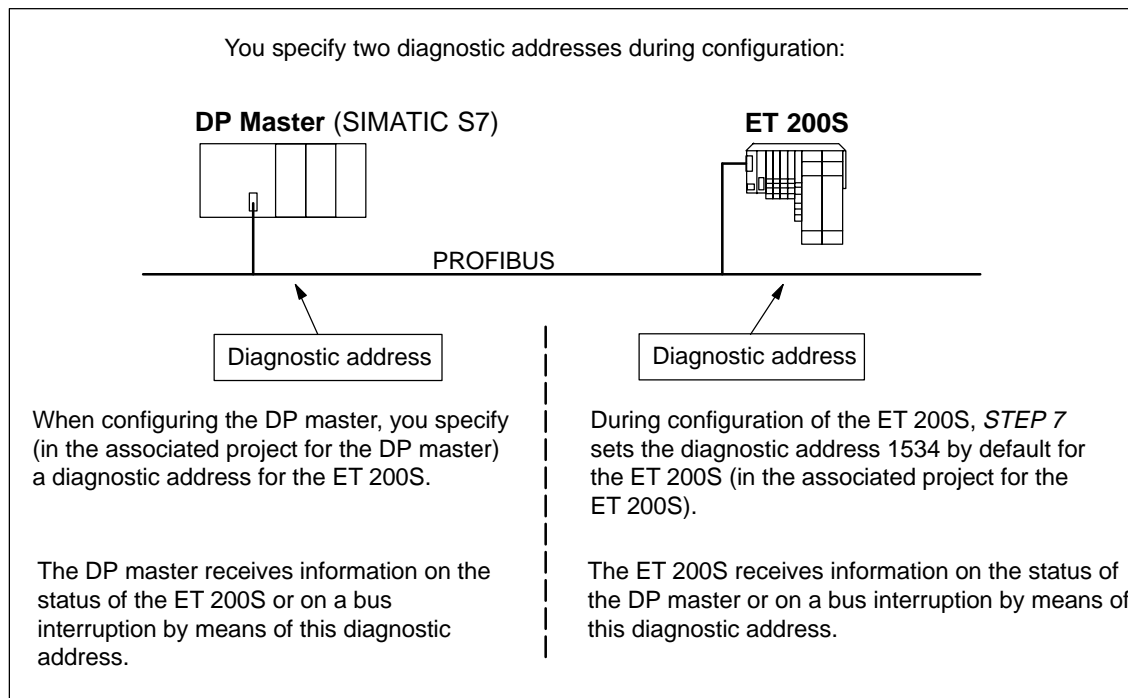 You specify two diagnostic addresses during configuration:
DP Master (SIMATIC S7)
ET 200S
PROFIBUS
Diagnostic address
Diagnostic address
When configuring the DP master, you specify
(in the associated project for the DP master)
a diagnostic address for the ET 200S.
The DP master receives information on the
status of the ET 200S or on a bus
interruption by means of this diagnostic
address.
During configuration of the ET 200S, STEP 7
sets the diagnostic address 1534 by default for
the ET 200S (in the associated project for the
ET 200S).
The ET 200S receives information on the status of
the DP master or on a bus interruption by means of
this diagnostic address.